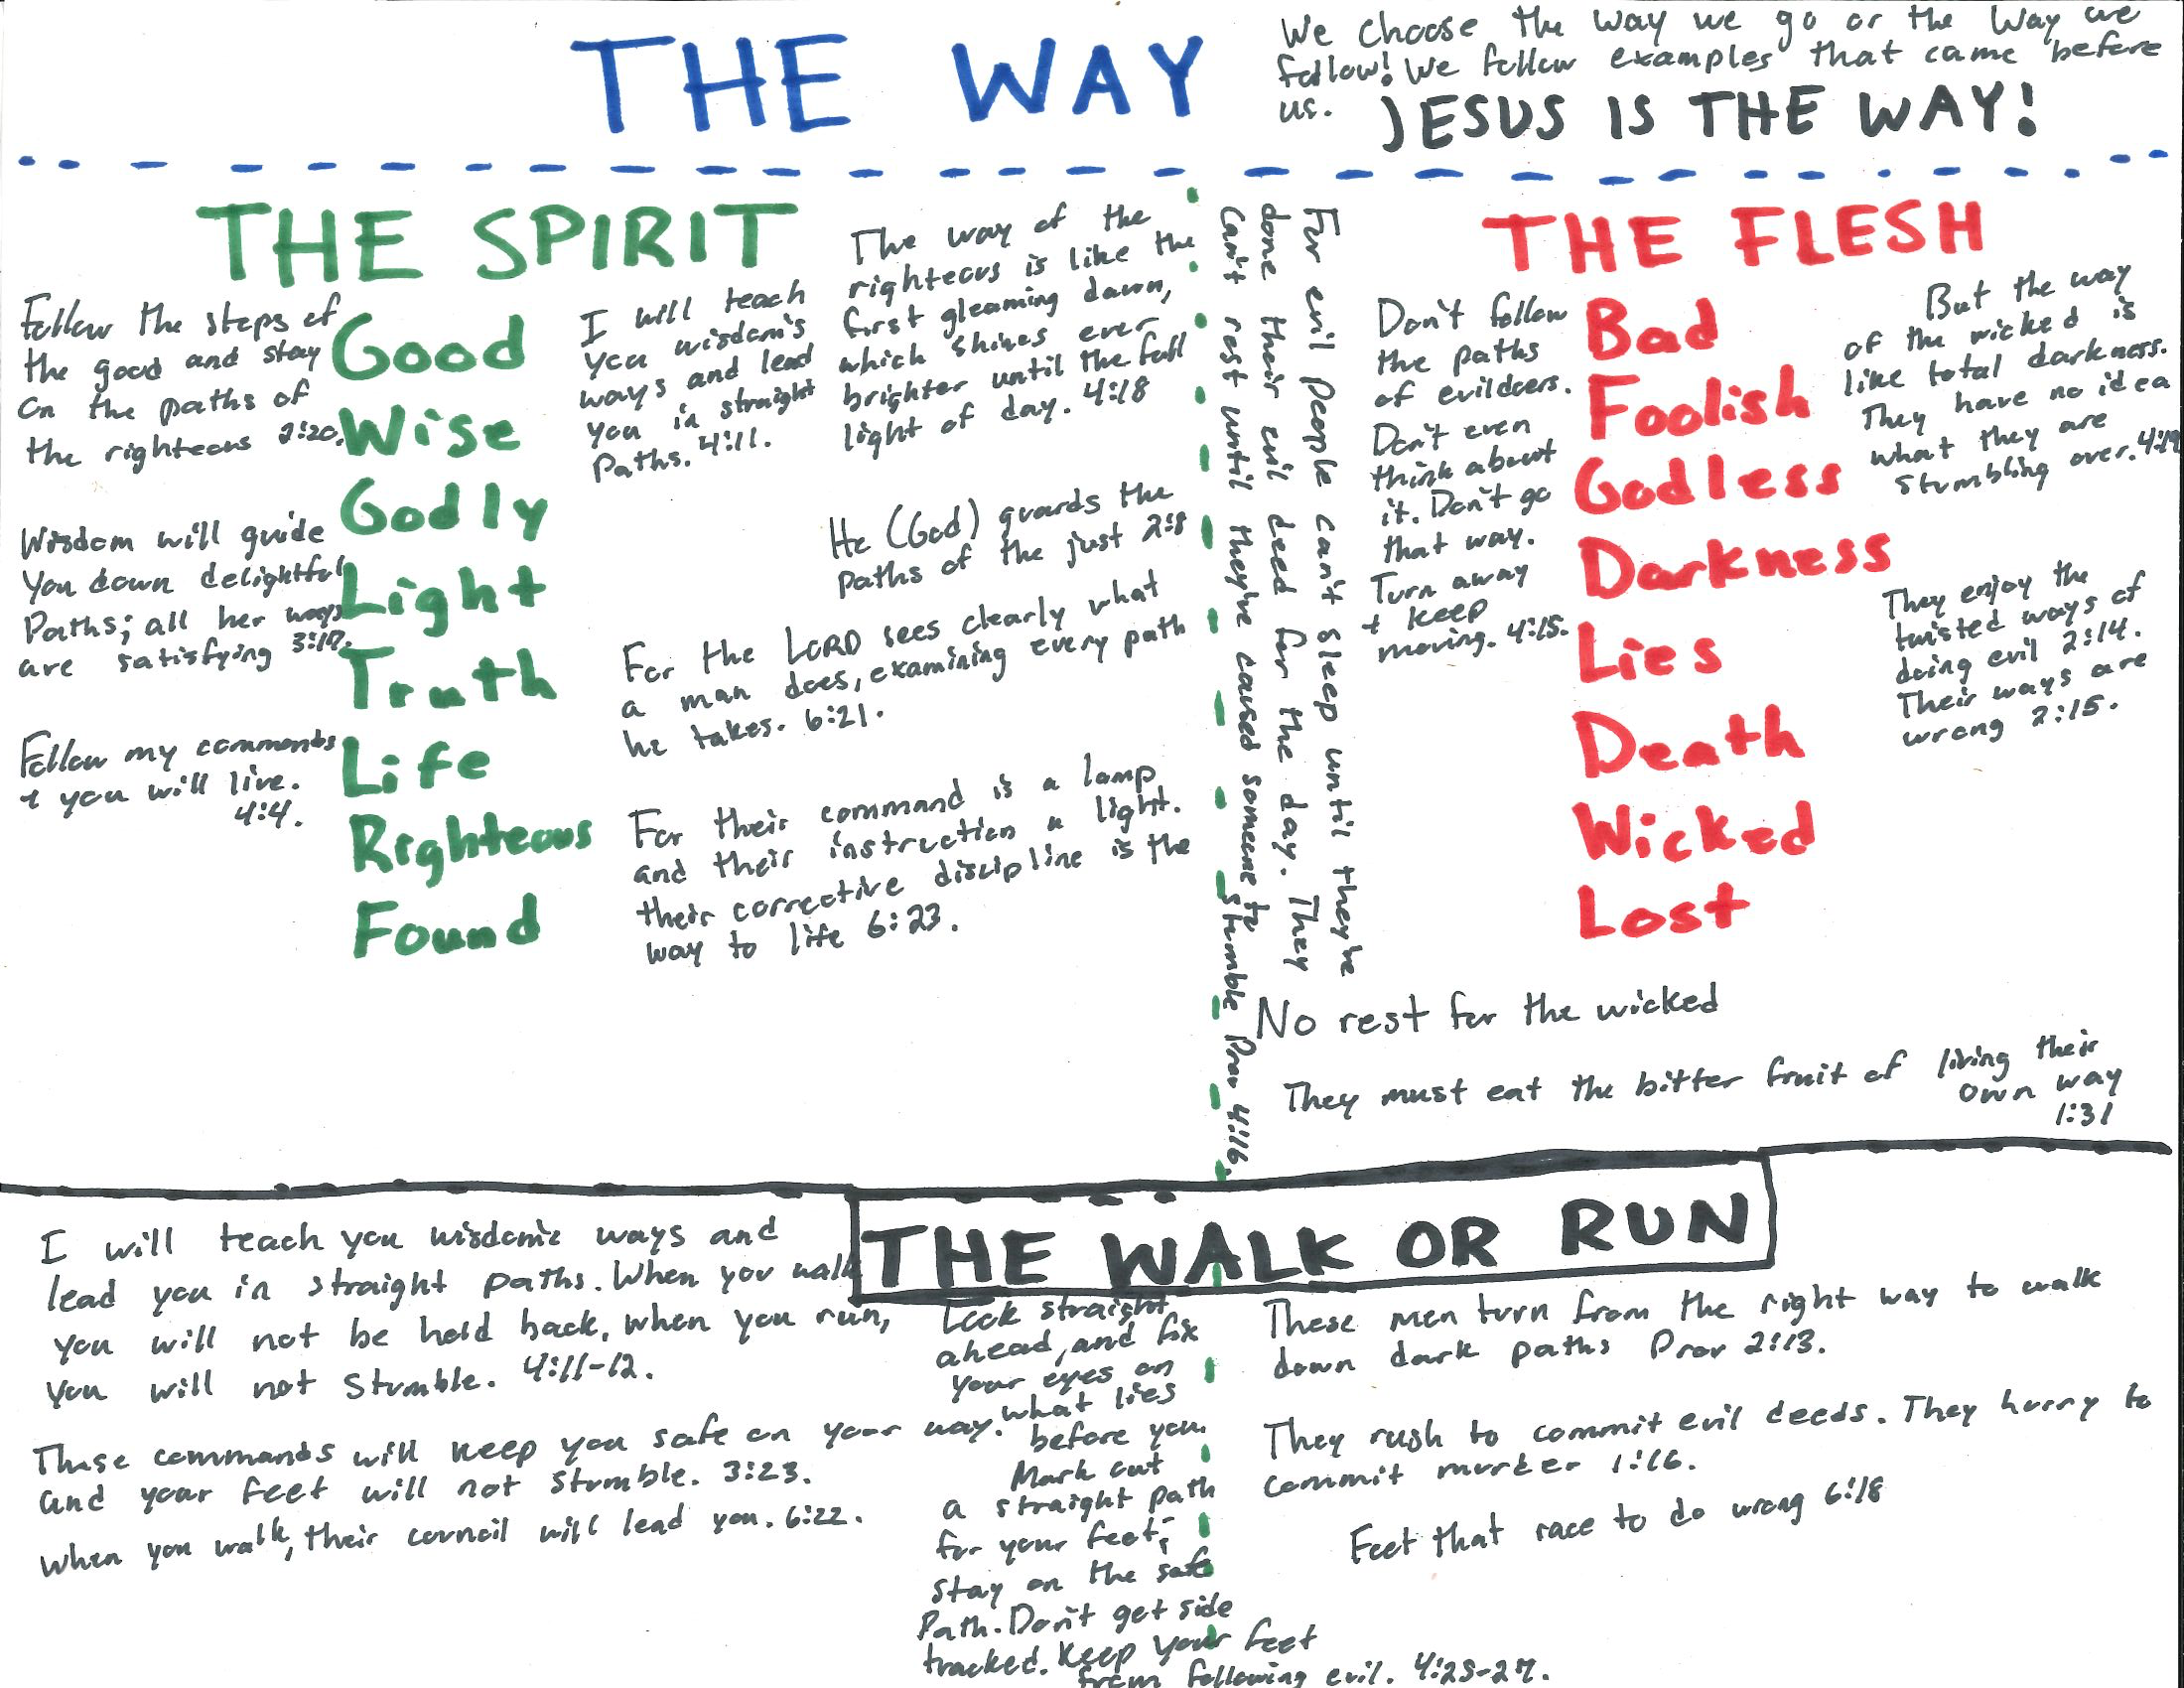 THE WAY
We choose the way we go or the way we
follow! We follow examples that came before
us.
JESUS IS THE WAY!
THE SPIRIT
Follow the steps of
the good and stay
on the paths of
the righteous 2:20.
Wisdom will guide
you down delightful
Paths; all her ways
are satisfying 3:17.
Follow my commands
+ you will live.
4:4.
Good
Wise
Godly
Light
Truth
Life
Righteous
Found
I will teach
you wisdom's
ways and lead
you in straight
Paths. 4:11.
The way of the
righteous is like the
first gleaming dawn,
which shines ever
brighter until the full
light of day. 4:18
He (God) guards the
paths of the just 2:8
For the LORD sees clearly what
a man does, examining every path
he takes. 6:21.
For their command is a lamp
and their instruction a light.
their corrective discipline is the
way to life 6:23.
For evil people can't sleep until they've
done their evil deed for the day. They
can't rest until they've caused someone to stumble Prov 4:16.
THE FLESH
Don't follow
the paths
of evildoers.
Don't even
think about
it. Don't go
that way.
Turn away
+ keep
moving. 4:15.
Bad
Foolish
Godless
Darkness
Lies
Death
Wicked
Lost
But the way
of the wicked is
like total darkness.
They have no idea
what they are
stumbling over. 4:19
They enjoy the
twisted ways of
doing evil 2:14.
Their ways are
wrong 2:15.
No rest for the wicked
They must eat the bitter fruit of living their
own way
1:31
THE WALK OR RUN
I will teach you wisdom's ways and
lead you in straight paths. When you walk
you will not be held back, when you run,
you will not stumble. 4:11-12.
These commands will keep you safe on your way.
and your feet will not stumble. 3:23.
When you walk, their council will lead you. 6:22.
Look straight
ahead, and fix
your eyes on
what lies
before you.
Mark out
a straight path
for your feet;
stay on the safe
Path. Don't get side
tracked. Keep your feet
from following evil. 4:25-27.
These men turn from the right way to walk
down dark paths Prov 2:13.
They rush to commit evil deeds. They hurry to
commit murder 1:16.
Feet that race to do wrong 6:18